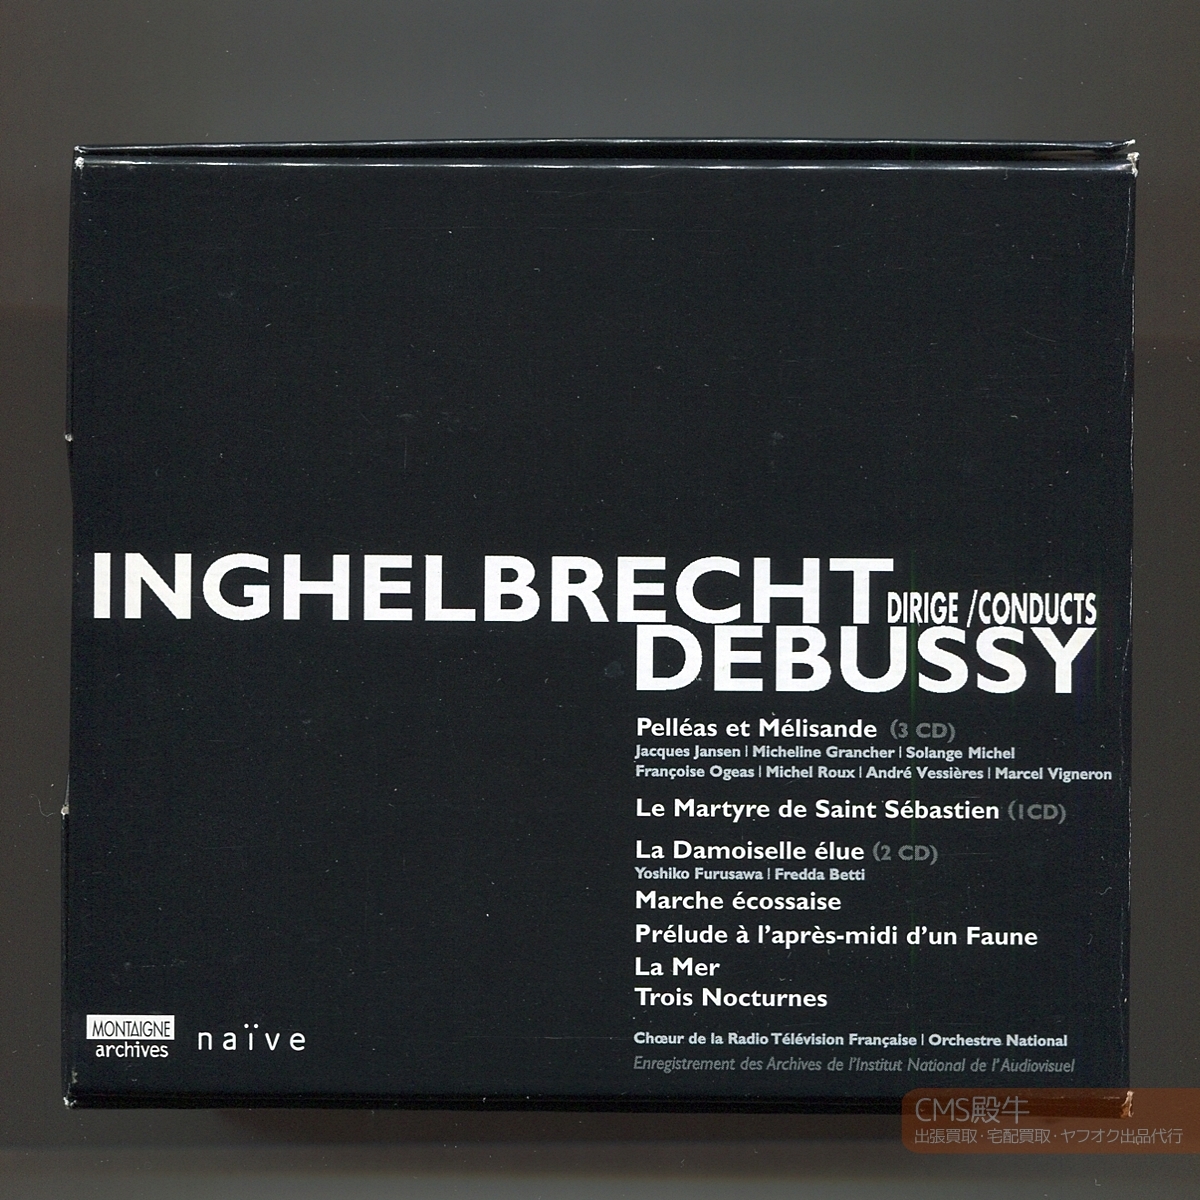 INGHELBRECHT DIRIGE /CONDUCTS
DEBUSSY
Pelléas et Mélisande (3 CD)
Jacques Jansen | Micheline Grancher | Solange Michel
Françoise Ogeas | Michel Roux | André Vessières | Marcel Vigneron
Le Martyre de Saint Sébastien (1CD)
La Damoiselle élue (2 CD)
Yoshiko Furusawa | Fredda Betti
Marche écossaise
Prélude à l'après-midi d'un Faune
La Mer
Trois Nocturnes
Chœur de la Radio Télévision Française | Orchestre National
Enregistrement des Archives de l'Institut National de l'Audiovisuel
MONTAIGNE
archives
naïve
CMS殿牛
出張買取・宅配買取・ヤフオク出品代行